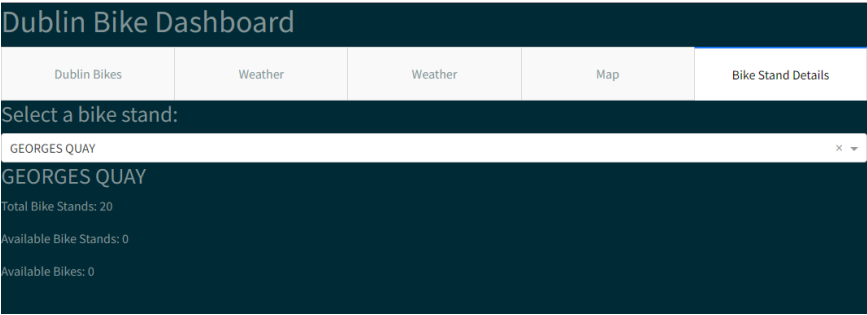 Dublin Bike Dashboard
Dublin Bikes Weather Weather Map Bike Stand Details
Select a bike stand:
GEORGES QUAY ×
GEORGES QUAY
Total Bike Stands: 20
Available Bike Stands: 0
Available Bikes: 0